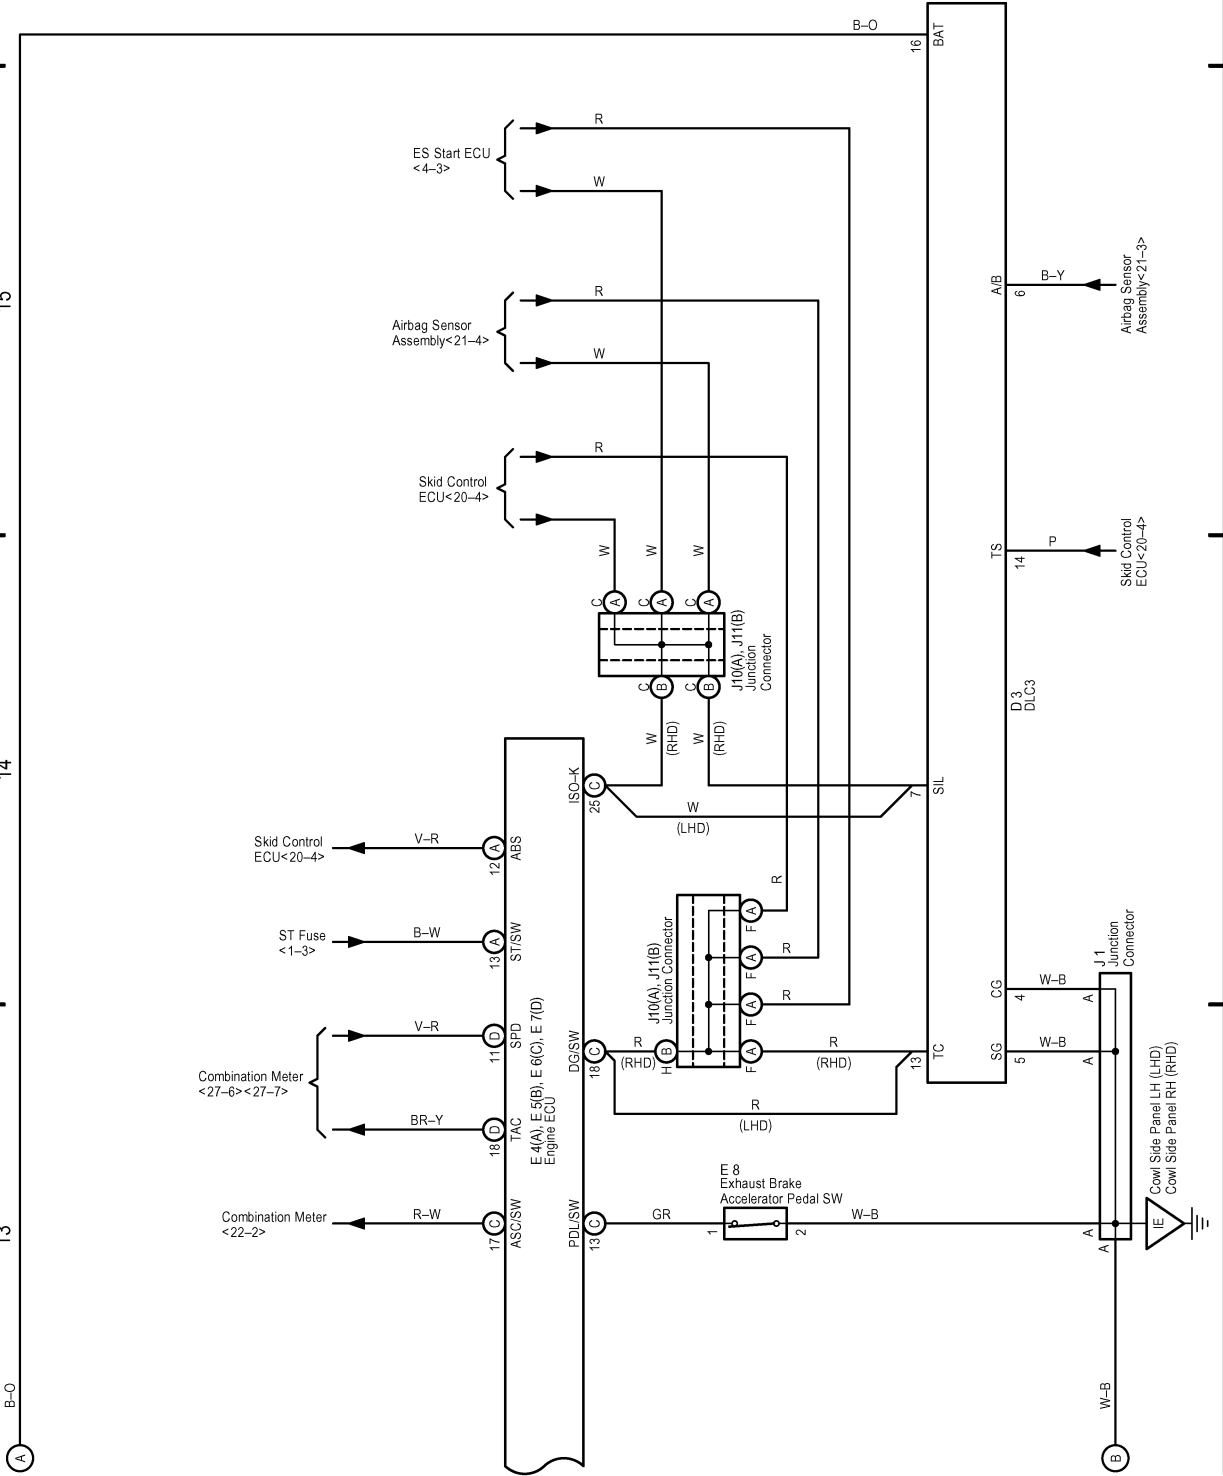 B–O
16
BAT
R
ES Start ECU
<4–3>
W
15
R
Airbag Sensor
Assembly<21–4>
W
A/B
6
B–Y
Airbag Sensor
Assembly<21–3>
R
Skid Control
ECU<20–4>
W
W
W
TS
14
P
Skid Control
ECU<20–4>
C
A
C
A
C
A
J10(A), J11(B)
Junction
Connector
C
B
C
B
W
(RHD)
W
(RHD)
D 3
DLC3
14
ISO–K
25
C
7
SIL
W
(LHD)
Skid Control
ECU<20–4>
V–R
12
A
ABS
R
ST Fuse
<1–3>
B–W
13
A
ST/SW
J10(A), J11(B)
Junction Connector
A
F
A
F
R
A
F
R
J 1
Junction
Connector
CG
4
W–B
A
Combination Meter
<27–6><27–7>
V–R
11
D
SPD
E 4(A), E 5(B), E 6(C), E 7(D)
Engine ECU
DG/SW
18
C
R
(RHD)
B
H
A
F
R
(RHD)
13
TC
SG
5
W–B
A
R
(LHD)
BR–Y
18
D
TAC
Cowl Side Panel LH (LHD)
Cowl Side Panel RH (RHD)
E 8
Exhaust Brake
Accelerator Pedal SW
13
Combination Meter
<22–2>
R–W
17
C
ASC/SW
PDL/SW
13
C
GR
1
2
W–B
A
A
IE
B–O
W–B
A
B